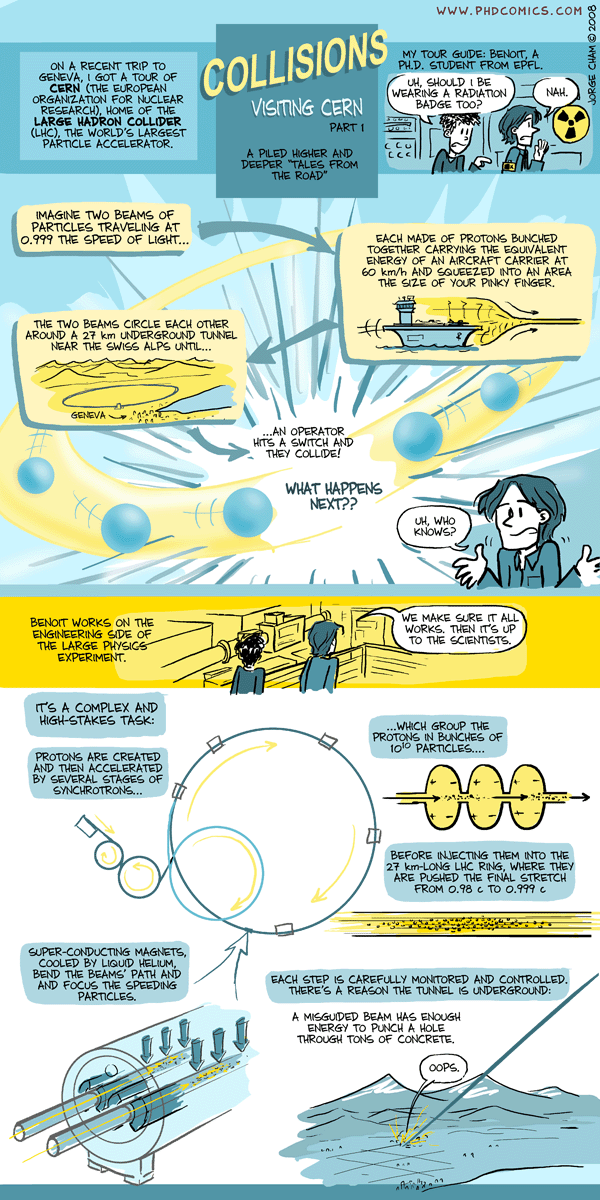 WWW.PHDCOMICS.COM
JORGE CHAM © 2008
ON A RECENT TRIP TO
GENEVA, I GOT A TOUR OF
CERN (THE EUROPEAN
ORGANIZATION FOR NUCLEAR
RESEARCH), HOME OF THE
LARGE HADRON COLLIDER
(LHC), THE WORLD'S LARGEST
PARTICLE ACCELERATOR.
COLLISIONS
VISITING CERN
PART 1
A PILED HIGHER AND
DEEPER "TALES FROM
THE ROAD"
MY TOUR GUIDE: BENOIT, A
PH.D. STUDENT FROM EPFL.
UH, SHOULD I BE
WEARING A RADIATION
BADGE TOO?
NAH.
IMAGINE TWO BEAMS OF
PARTICLES TRAVELING AT
0.999 THE SPEED OF LIGHT...
EACH MADE OF PROTONS BUNCHED
TOGETHER CARRYING THE EQUIVALENT
ENERGY OF AN AIRCRAFT CARRIER AT
60 km/h AND SQUEEZED INTO AN AREA
THE SIZE OF YOUR PINKY FINGER.
THE TWO BEAMS CIRCLE EACH OTHER
AROUND A 27 km UNDERGROUND TUNNEL
NEAR THE SWISS ALPS UNTIL...
GENEVA
...AN OPERATOR
HITS A SWITCH AND
THEY COLLIDE!
WHAT HAPPENS
NEXT??
UH, WHO
KNOWS?
BENOIT WORKS ON THE
ENGINEERING SIDE OF
THE LARGE PHYSICS
EXPERIMENT.
WE MAKE SURE IT ALL
WORKS. THEN IT'S UP
TO THE SCIENTISTS.
IT'S A COMPLEX AND
HIGH-STAKES TASK:
PROTONS ARE CREATED
AND THEN ACCELERATED
BY SEVERAL STAGES OF
SYNCHROTRONS...
...WHICH GROUP THE
PROTONS IN BUNCHES OF
10¹⁰ PARTICLES....
BEFORE INJECTING THEM INTO THE
27 km-LONG LHC RING, WHERE THEY
ARE PUSHED THE FINAL STRETCH
FROM 0.98 c TO 0.999 c
SUPER-CONDUCTING MAGNETS,
COOLED BY LIQUID HELIUM,
BEND THE BEAMS' PATH AND
AND FOCUS THE SPEEDING
PARTICLES.
EACH STEP IS CAREFULLY MONITORED AND CONTROLLED.
THERE'S A REASON THE TUNNEL IS UNDERGROUND:
A MISGUIDED BEAM HAS ENOUGH
ENERGY TO PUNCH A HOLE
THROUGH TONS OF CONCRETE.
OOPS.